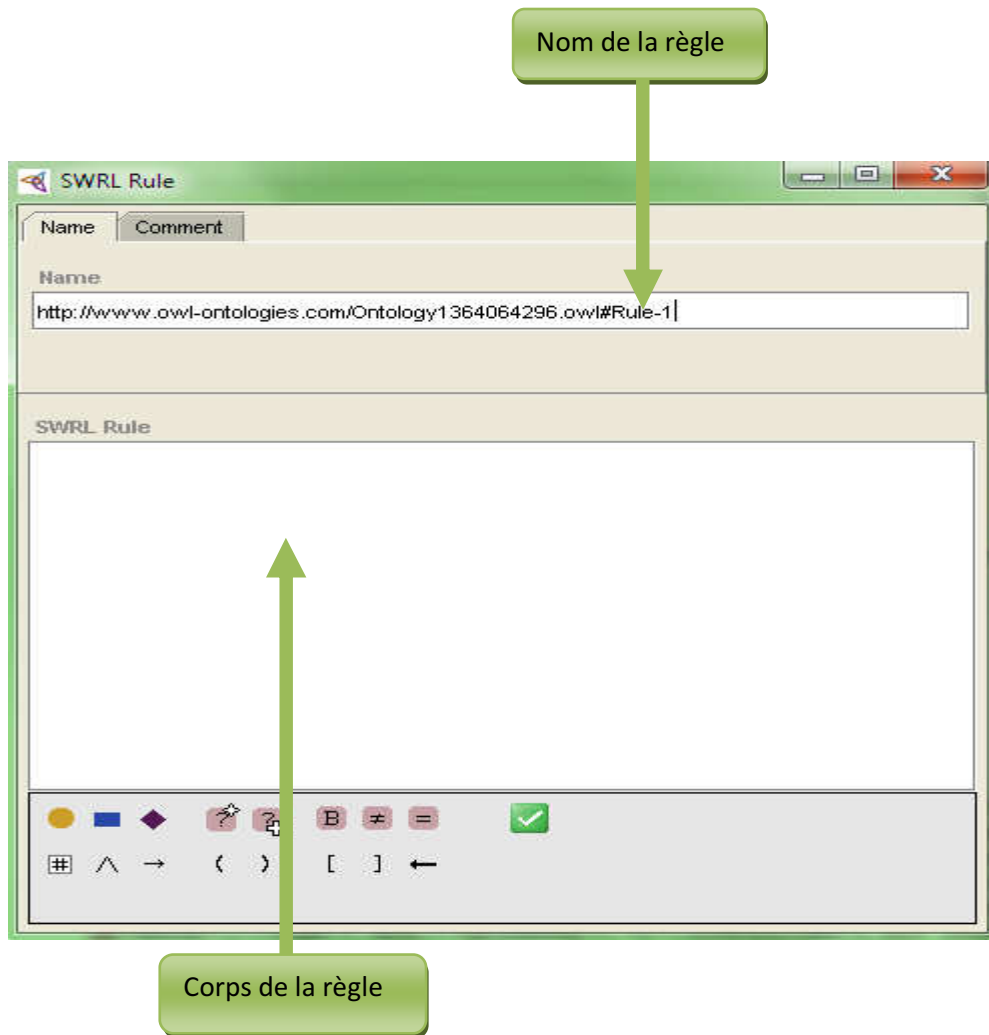 Nom de la règle
SWRL Rule
Name Comment
Name
http://www.owl-ontologies.com/Ontology1364064296.owl#Rule-1
SWRL Rule
? ? B ≠ =
# ∧ → ( ) [ ] ←
Corps de la règle